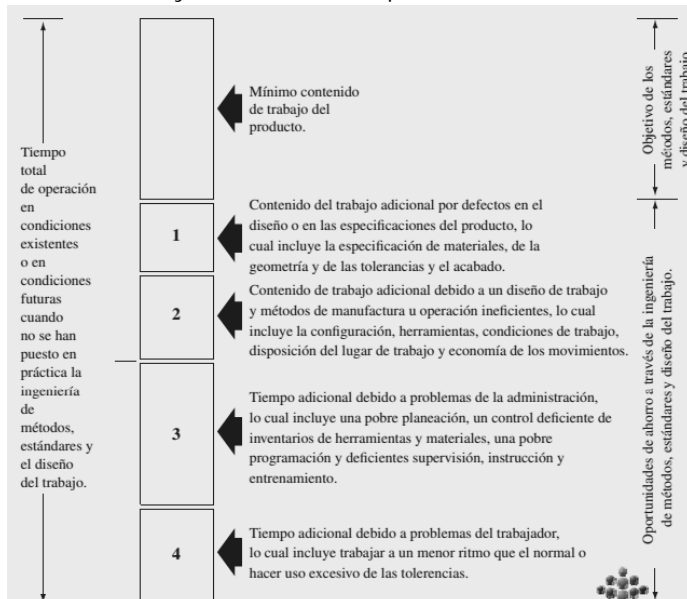 Mínimo contenido
de trabajo del
producto.
Tiempo
total
de operación
en
condiciones
existentes
o en
condiciones
futuras
cuando
no se han
puesto en
práctica la
ingeniería
de
métodos,
estándares y
el diseño
del trabajo.
1
Contenido del trabajo adicional por defectos en el
diseño o en las especificaciones del producto, lo
cual incluye la especificación de materiales, de la
geometría y de las tolerancias y el acabado.
2
Contenido de trabajo adicional debido a un diseño de trabajo
y métodos de manufactura u operación ineficientes, lo cual
incluye la configuración, herramientas, condiciones de trabajo,
disposición del lugar de trabajo y economía de los movimientos.
3
Tiempo adicional debido a problemas de la administración,
lo cual incluye una pobre planeación, un control deficiente de
inventarios de herramientas y materiales, una pobre
programación y deficientes supervisión, instrucción y
entrenamiento.
4
Tiempo adicional debido a problemas del trabajador,
lo cual incluye trabajar a un menor ritmo que el normal o
hacer uso excesivo de las tolerencias.
Objetivo de los
métodos, estándares
y diseño del trabajo
Oportunidades de ahorro a través de la ingeniería
de métodos, estándares y diseño del trabajo.